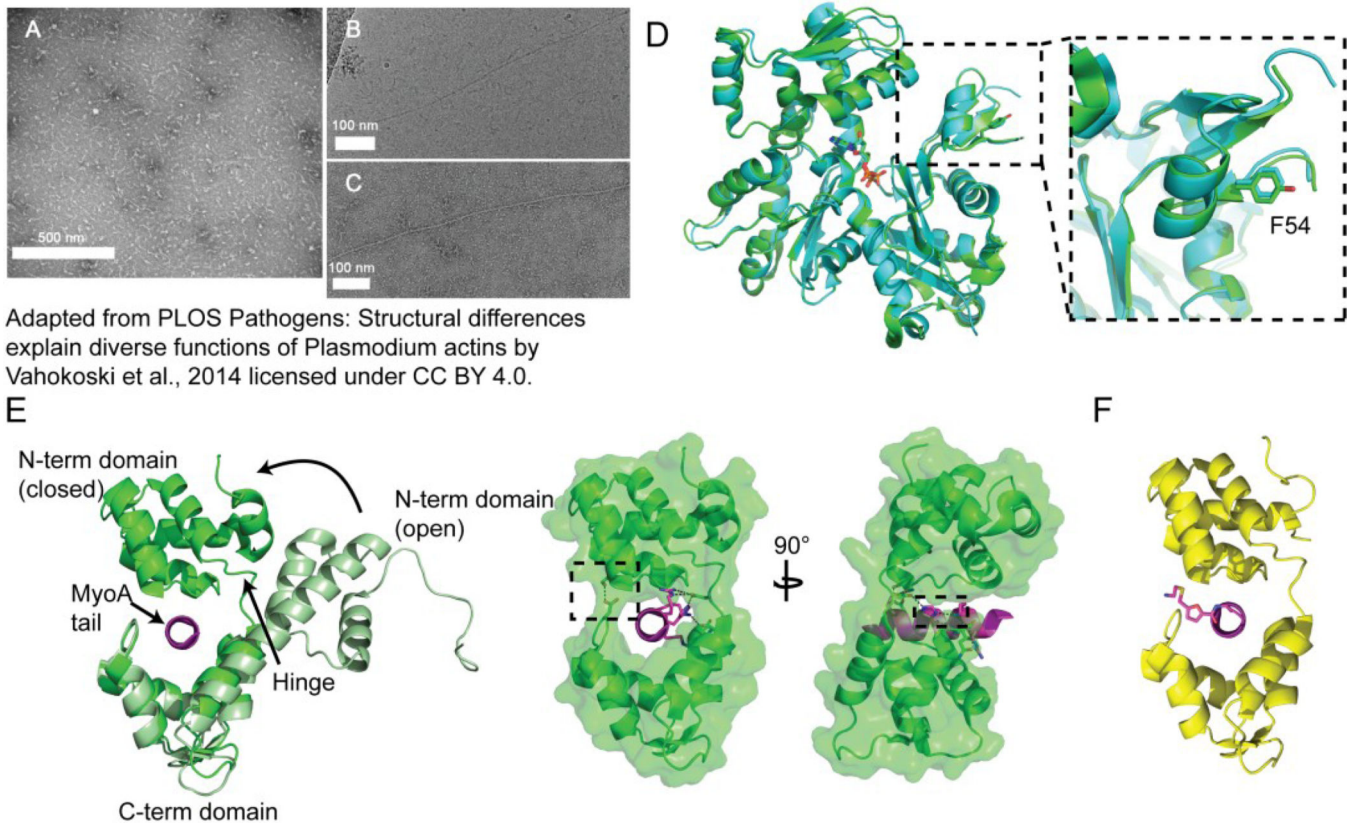 A
500 nm
B
100 nm
C
100 nm
D
F54
Adapted from PLOS Pathogens: Structural differences
explain diverse functions of Plasmodium actins by
Vahokoski et al., 2014 licensed under CC BY 4.0.
E
N-term domain
(closed)
N-term domain
(open)
MyoA
tail
Hinge
C-term domain
90°
F